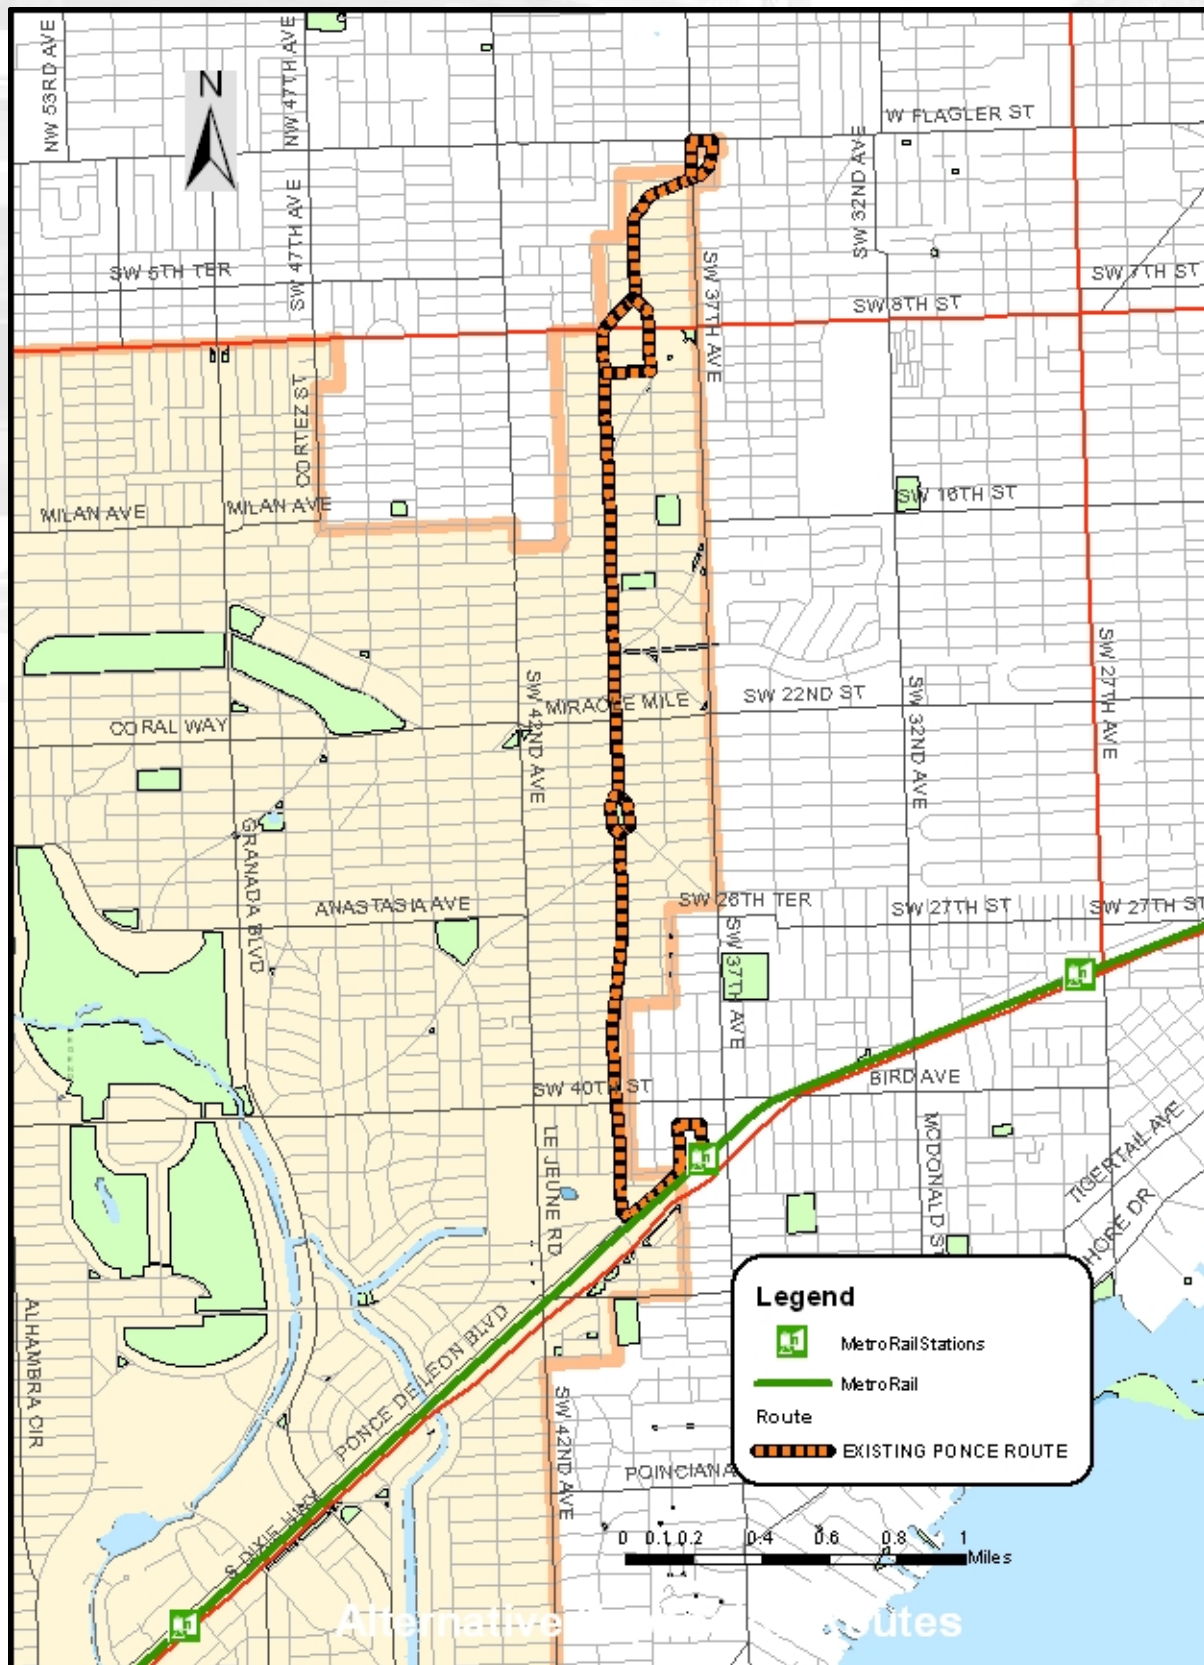 NW 53RD AVE
NW 47TH AVE
N
W FLAGLER ST
SW 32ND AVE
SW 47TH AVE
SW 5TH TER
SW 37TH AVE
SW 7TH ST
SW 8TH ST
CORTEZ ST
MILAN AVE
MILAN AVE
SW 16TH ST
SW 27TH AVE
SW 42ND AVE
MIRACLE MILE
SW 22ND ST
SW 32ND AVE
CORAL WAY
GRANADA BLVD
ANASTASIA AVE
SW 26TH TER
SW 27TH ST
SW 27TH ST
SW 37TH AVE
SW 40TH ST
BIRD AVE
LE JEUNE RD
MCDONALD ST
TIGERTAIL AVE
HORE DR
ALHAMBRA CIR
PONCE DE LEON BLVD
S DIXIE HWY
SW 42ND AVE
POINCIANA
Legend
MetroRail Stations
MetroRail
Route
EXISTING PONCE ROUTE
0 0.1 0.2 0.4 0.6 0.8 1
Miles
Alternative